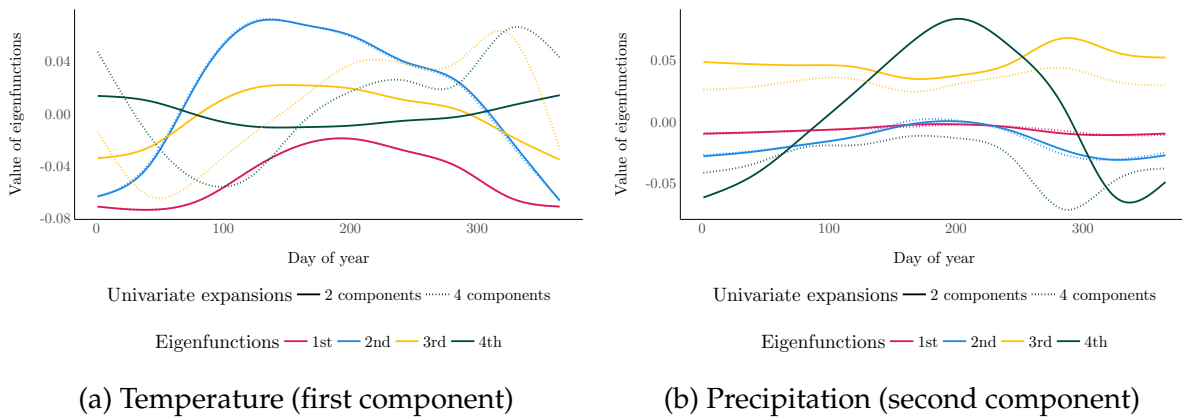 Value of eigenfunctions
0.04
0.00
-0.04
-0.08
0
100
200
300
Day of year
Univariate expansions 2 components 4 components
Eigenfunctions 1st 2nd 3rd 4th
(a) Temperature (first component)
Value of eigenfunctions
0.05
0.00
-0.05
0
100
200
300
Day of year
Univariate expansions 2 components 4 components
Eigenfunctions 1st 2nd 3rd 4th
(b) Precipitation (second component)